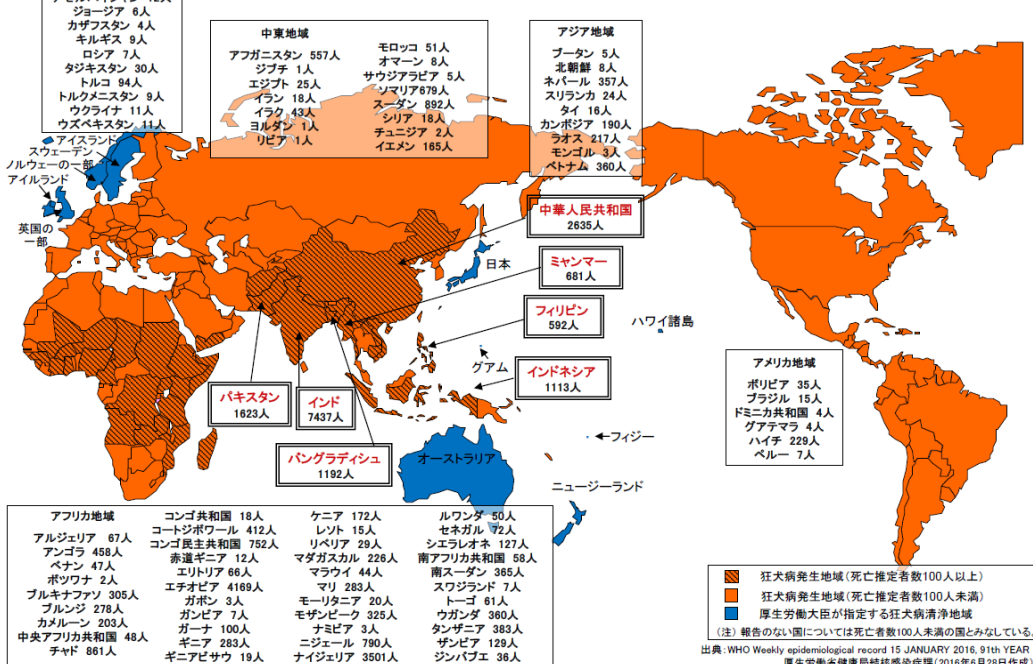 アゼルバイジャン 12人
ジョージア 6人
カザフスタン 4人
キルギス 9人
ロシア 7人
タジキスタン 30人
トルコ 94人
トルクメニスタン 9人
ウクライナ 11人
ウズベキスタン 11人
中東地域
アフガニスタン 557人
ジブチ 1人
エジプト 25人
イラン 18人
イラク 43人
ヨルダン 1人
リビア 1人
モロッコ 51人
オマーン 8人
サウジアラビア 5人
ソマリア679人
スーダン 892人
シリア 18人
チュニジア 2人
イエメン 165人
アジア地域
ブータン 5人
北朝鮮 8人
ネパール 357人
スリランカ 24人
タイ 16人
カンボジア 190人
ラオス 217人
モンゴル 3人
ベトナム 360人
アイスランド
スウェーデン
ノルウェーの一部
アイルランド
英国の
一部
中華人民共和国
2635人
日本
ミャンマー
681人
フィリピン
592人
ハワイ諸島
グアム
インドネシア
1113人
パキスタン
1623人
インド
7437人
バングラディシュ
1192人
オーストラリア
フィジー
ニュージーランド
アメリカ地域
ボリビア 35人
ブラジル 15人
ドミニカ共和国 4人
グアテマラ 4人
ハイチ 229人
ペルー 7人
アフリカ地域
アルジェリア 67人
アンゴラ 458人
ベナン 47人
ボツワナ 2人
ブルキナファソ 305人
ブルンジ 278人
カメルーン 203人
中央アフリカ共和国 48人
チャド 861人
コンゴ共和国 18人
コートジボワール 412人
コンゴ民主共和国 752人
赤道ギニア 12人
エリトリア 66人
エチオピア 4169人
ガボン 3人
ガンビア 7人
ガーナ 100人
ギニア 283人
ギニアビサウ 19人
ケニア 172人
レソト 15人
リベリア 29人
マダガスカル 226人
マラウイ 44人
マリ 283人
モーリタニア 20人
モザンビーク 325人
ナミビア 3人
ニジェール 790人
ナイジェリア 3501人
ルワンダ 50人
セネガル 72人
シエラレオネ 127人
南アフリカ共和国 58人
南スーダン 365人
スワジランド 7人
トーゴ 61人
ウガンダ 360人
タンザニア 383人
ザンビア 129人
ジンバブエ 36人
狂犬病発生地域(死亡推定者数100人以上)
狂犬病発生地域(死亡推定者数100人未満)
厚生労働大臣が指定する狂犬病清浄地域
(注) 報告のない国については死亡者数100人未満の国とみなしている。
出典:WHO Weekly epidemiological record 15 JANUARY 2016, 91th YEAR
厚生労働省健康局結核感染症課(2016年6月28日作成)